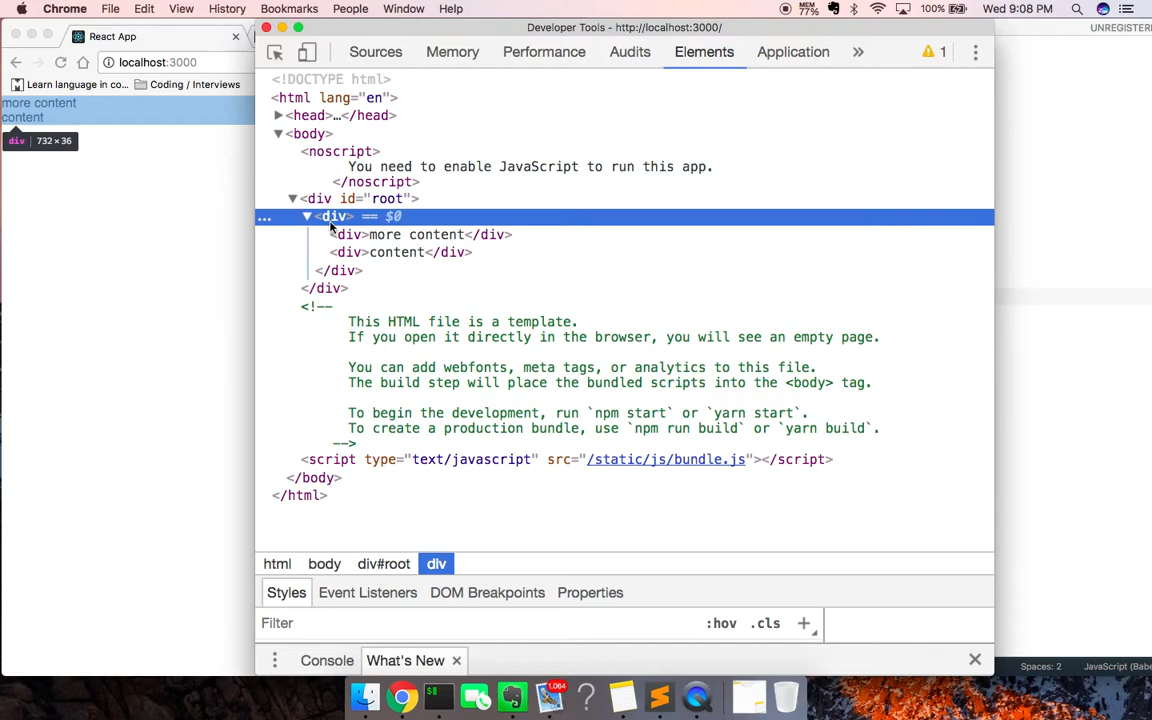 Chrome File Edit View History Bookmarks People Window Help MEM 77% 100% Wed 9:08 PM
Developer Tools - http://localhost:3000/
UNREGISTER
React App ×
localhost:3000
Learn language in co... Coding / Interviews
more content
content
div 732×36
Sources Memory Performance Audits Elements Application » 1
<!DOCTYPE html>
<html lang="en">
<head>…</head>
<body>
<noscript>
You need to enable JavaScript to run this app.
</noscript>
<div id="root">
... <div> == $0
<div>more content</div>
<div>content</div>
</div>
</div>
<!--
This HTML file is a template.
If you open it directly in the browser, you will see an empty page.
You can add webfonts, meta tags, or analytics to this file.
The build step will place the bundled scripts into the <body> tag.
To begin the development, run `npm start` or `yarn start`.
To create a production bundle, use `npm run build` or `yarn build`.
-->
<script type="text/javascript" src="/static/js/bundle.js"></script>
</body>
</html>
html body div#root div
Styles Event Listeners DOM Breakpoints Properties
Filter :hov .cls +
Console What's New ×
Spaces: 2 JavaScript (Babe
1,064